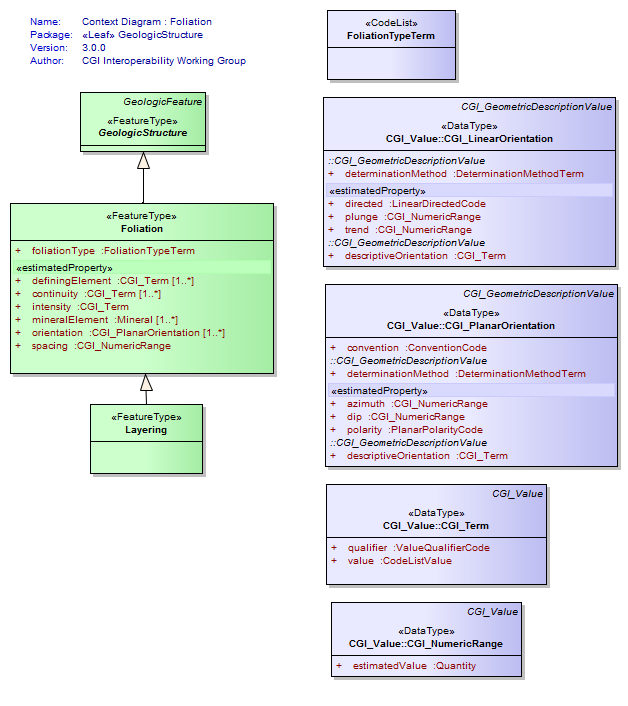 Name: Context Diagram : Foliation
Package: «Leaf» GeologicStructure
Version: 3.0.0
Author: CGI Interoperability Working Group
GeologicFeature
«FeatureType»
GeologicStructure
«FeatureType»
Foliation
+ foliationType :FoliationTypeTerm
«estimatedProperty»
+ definingElement :CGI_Term [1..*]
+ continuity :CGI_Term [1..*]
+ intensity :CGI_Term
+ mineralElement :Mineral [1..*]
+ orientation :CGI_PlanarOrientation [1..*]
+ spacing :CGI_NumericRange
«FeatureType»
Layering
«CodeList»
FoliationTypeTerm
CGI_GeometricDescriptionValue
«DataType»
CGI_Value::CGI_LinearOrientation
::CGI_GeometricDescriptionValue
+ determinationMethod :DeterminationMethodTerm
«estimatedProperty»
+ directed :LinearDirectedCode
+ plunge :CGI_NumericRange
+ trend :CGI_NumericRange
::CGI_GeometricDescriptionValue
+ descriptiveOrientation :CGI_Term
CGI_GeometricDescriptionValue
«DataType»
CGI_Value::CGI_PlanarOrientation
+ convention :ConventionCode
::CGI_GeometricDescriptionValue
+ determinationMethod :DeterminationMethodTerm
«estimatedProperty»
+ azimuth :CGI_NumericRange
+ dip :CGI_NumericRange
+ polarity :PlanarPolarityCode
::CGI_GeometricDescriptionValue
+ descriptiveOrientation :CGI_Term
CGI_Value
«DataType»
CGI_Value::CGI_Term
+ qualifier :ValueQualifierCode
+ value :CodeListValue
CGI_Value
«DataType»
CGI_Value::CGI_NumericRange
+ estimatedValue :Quantity